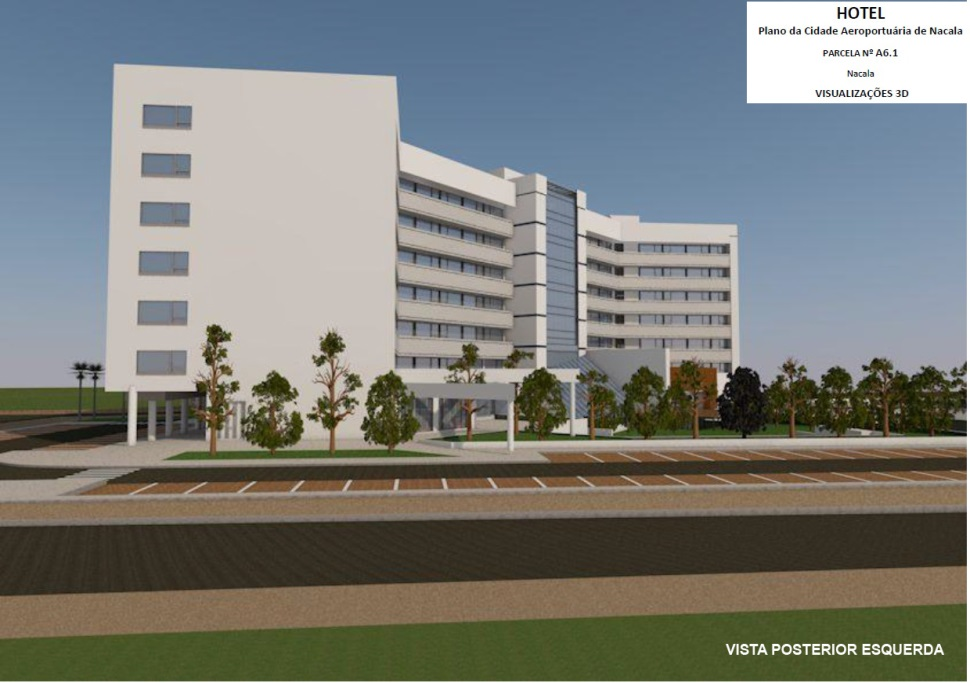 HOTEL
Plano da Cidade Aeroportuária de Nacala
PARCELA Nº A6.1
Nacala
VISUALIZAÇÕES 3D
VISTA POSTERIOR ESQUERDA